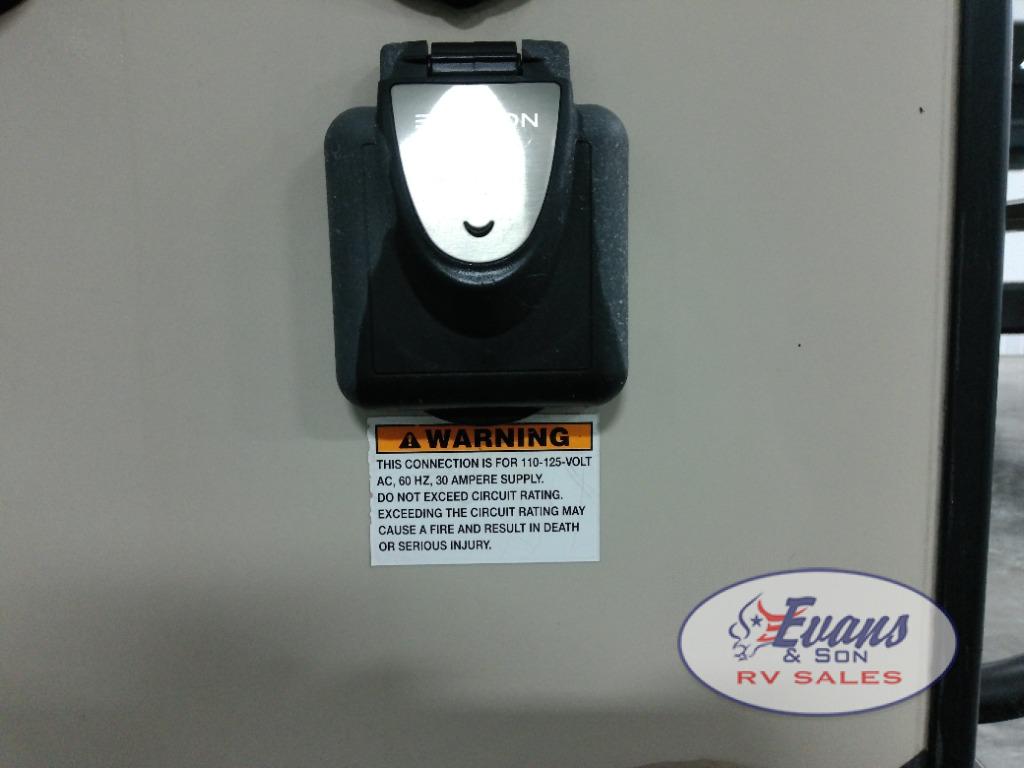 WARNING
THIS CONNECTION IS FOR 110-125-VOLT
AC, 60 HZ, 30 AMPERE SUPPLY.
DO NOT EXCEED CIRCUIT RATING.
EXCEEDING THE CIRCUIT RATING MAY
CAUSE A FIRE AND RESULT IN DEATH
OR SERIOUS INJURY.
Evans
& SON
RV SALES